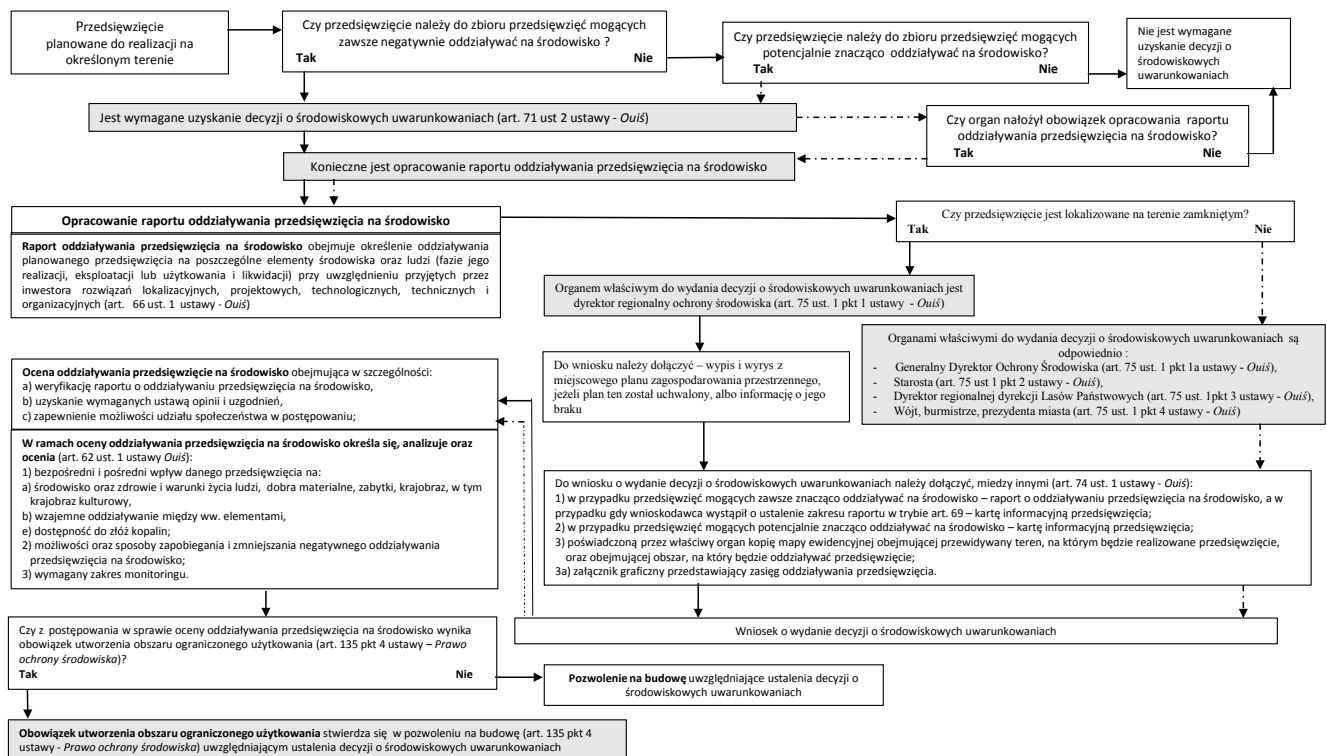 Przedsięwzięcie
planowane do realizacji na
określonym terenie
Czy przedsięwzięcie należy do zbioru przedsięwzięć mogących
zawsze negatywnie oddziaływać na środowisko ?
Tak Nie
Czy przedsięwzięcie należy do zbioru przedsięwzięć mogących
potencjalnie znacząco oddziaływać na środowisko?
Tak Nie
Nie jest wymagane
uzyskanie decyzji o
środowiskowych
uwarunkowaniach
Jest wymagane uzyskanie decyzji o środowiskowych uwarunkowaniach (art. 71 ust 2 ustawy - Ouiś)
Czy organ nałożył obowiązek opracowania raportu
oddziaływania przedsięwzięcia na środowisko?
Tak Nie
Konieczne jest opracowanie raportu oddziaływania przedsięwzięcia na środowisko
Opracowanie raportu oddziaływania przedsięwzięcia na środowisko
Raport oddziaływania przedsięwzięcia na środowisko obejmuje określenie oddziaływania
planowanego przedsięwzięcia na poszczególne elementy środowiska oraz ludzi (fazie jego
realizacji, eksploatacji lub użytkowania i likwidacji) przy uwzględnieniu przyjętych przez
inwestora rozwiązań lokalizacyjnych, projektowych, technologicznych, technicznych i
organizacyjnych (art. 66 ust. 1 ustawy - Ouiś)
Czy przedsięwzięcie jest lokalizowane na terenie zamkniętym?
Tak Nie
Organem właściwym do wydania decyzji o środowiskowych uwarunkowaniach jest
dyrektor regionalny ochrony środowiska (art. 75 ust. 1 pkt 1 ustawy - Ouiś)
Organami właściwymi do wydania decyzji o środowiskowych uwarunkowaniach są
odpowiednio :
- Generalny Dyrektor Ochrony Środowiska (art. 75 ust. 1 pkt 1a ustawy - Ouiś),
- Starosta (art. 75 ust 1 pkt 2 ustawy - Ouiś),
- Dyrektor regionalnej dyrekcji Lasów Państwowych (art. 75 ust. 1pkt 3 ustawy - Ouiś),
- Wójt, burmistrze, prezydenta miasta (art. 75 ust. 1 pkt 4 ustawy - Ouiś)
Do wniosku należy dołączyć – wypis i wyrys z
miejscowego planu zagospodarowania przestrzennego,
jeżeli plan ten został uchwalony, albo informację o jego
braku
Ocena oddziaływania przedsięwzięcie na środowisko obejmująca w szczególności:
a) weryfikację raportu o oddziaływaniu przedsięwzięcia na środowisko,
b) uzyskanie wymaganych ustawą opinii i uzgodnień,
c) zapewnienie możliwości udziału społeczeństwa w postępowaniu;
W ramach oceny oddziaływania przedsięwzięcia na środowisko określa się, analizuje oraz
ocenia (art. 62 ust. 1 ustawy Ouiś):
1) bezpośredni i pośredni wpływ danego przedsięwzięcia na:
a) środowisko oraz zdrowie i warunki życia ludzi, dobra materialne, zabytki, krajobraz, w tym
krajobraz kulturowy,
b) wzajemne oddziaływanie między ww. elementami,
e) dostępność do złóż kopalin;
2) możliwości oraz sposoby zapobiegania i zmniejszania negatywnego oddziaływania
przedsięwzięcia na środowisko;
3) wymagany zakres monitoringu.
Do wniosku o wydanie decyzji o środowiskowych uwarunkowaniach należy dołączyć, miedzy innymi (art. 74 ust. 1 ustawy - Ouiś):
1) w przypadku przedsięwzięć mogących zawsze znacząco oddziaływać na środowisko – raport o oddziaływaniu przedsięwzięcia na środowisko, a w
przypadku gdy wnioskodawca wystąpił o ustalenie zakresu raportu w trybie art. 69 – kartę informacyjną przedsięwzięcia;
2) w przypadku przedsięwzięć mogących potencjalnie znacząco oddziaływać na środowisko – kartę informacyjną przedsięwzięcia;
3) poświadczoną przez właściwy organ kopię mapy ewidencyjnej obejmującej przewidywany teren, na którym będzie realizowane przedsięwzięcie,
oraz obejmującej obszar, na który będzie oddziaływać przedsięwzięcie;
3a) załącznik graficzny przedstawiający zasięg oddziaływania przedsięwzięcia.
Wniosek o wydanie decyzji o środowiskowych uwarunkowaniach
Czy z postępowania w sprawie oceny oddziaływania przedsięwzięcia na środowisko wynika
obowiązek utworzenia obszaru ograniczonego użytkowania (art. 135 pkt 4 ustawy – Prawo
ochrony środowiska)?
Tak Nie
Pozwolenie na budowę uwzględniające ustalenia decyzji o
środowiskowych uwarunkowaniach
Obowiązek utworzenia obszaru ograniczonego użytkowania stwierdza się w pozwoleniu na budowę (art. 135 pkt 4
ustawy - Prawo ochrony środowiska) uwzględniającym ustalenia decyzji o środowiskowych uwarunkowaniach